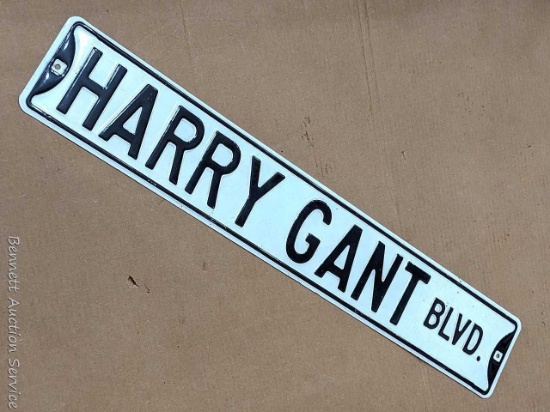 HARRY GANT BLVD.
Bennett Auction Service